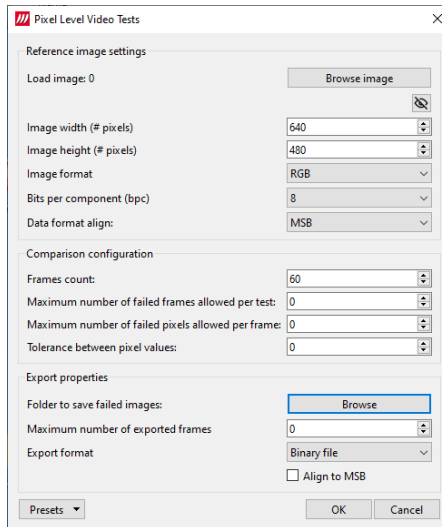 Pixel Level Video Tests
Reference image settings
Load image: 0 Browse image
Image width (# pixels) 640
Image height (# pixels) 480
Image format RGB
Bits per component (bpc) 8
Data format align: MSB
Comparison configuration
Frames count: 60
Maximum number of failed frames allowed per test: 0
Maximum number of failed pixels allowed per frame: 0
Tolerance between pixel values: 0
Export properties
Folder to save failed images: Browse
Maximum number of exported frames 0
Export format Binary file
Align to MSB
Presets OK Cancel